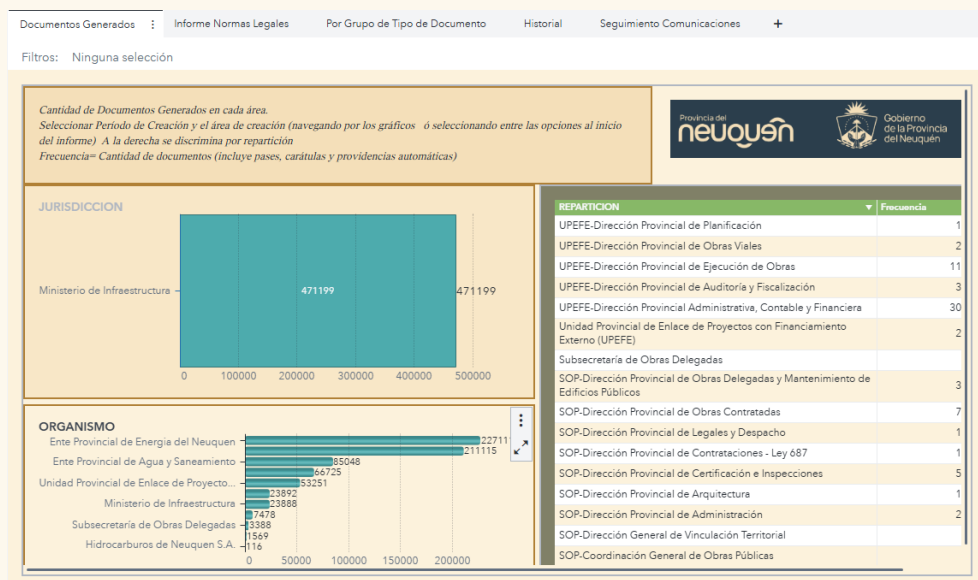 Documentos Generados
Informe Normas Legales
Por Grupo de Tipo de Documento
Historial
Seguimiento Comunicaciones
+
Filtros: Ninguna selección
Cantidad de Documentos Generados en cada área.
Seleccionar Período de Creación y el área de creación (navegando por los gráficos ó seleccionando entre las opciones al inicio
del informe) A la derecha se discrimina por repartición
Frecuencia= Cantidad de documentos (incluye pases, carátulas y providencias automáticas)
Provincia del
neuquén
Gobierno
de la Provincia
del Neuquén
JURISDICCION
Ministerio de Infraestructura
471199
471199
0 100000 200000 300000 400000 500000
ORGANISMO
Ente Provincial de Energia del Neuquen
22711
211115
Ente Provincial de Agua y Saneamiento
85048
66725
Unidad Provincial de Enlace de Proyecto...
53251
23892
Ministerio de Infraestructura
23888
7478
Subsecretaría de Obras Delegadas
3388
1569
Hidrocarburos de Neuquen S.A.
116
0 50000 100000 150000 200000
REPARTICION Frecuencia
UPEFE-Dirección Provincial de Planificación 1
UPEFE-Dirección Provincial de Obras Viales 2
UPEFE-Dirección Provincial de Ejecución de Obras 11
UPEFE-Dirección Provincial de Auditoría y Fiscalización 3
UPEFE-Dirección Provincial Administrativa, Contable y Financiera 30
Unidad Provincial de Enlace de Proyectos con Financiamiento
Externo (UPEFE) 2
Subsecretaría de Obras Delegadas
SOP-Dirección Provincial de Obras Delegadas y Mantenimiento de
Edificios Públicos 3
SOP-Dirección Provincial de Obras Contratadas 7
SOP-Dirección Provincial de Legales y Despacho 1
SOP-Dirección Provincial de Contrataciones - Ley 687 1
SOP-Dirección Provincial de Certificación e Inspecciones 5
SOP-Dirección Provincial de Arquitectura 1
SOP-Dirección Provincial de Administración 2
SOP-Dirección General de Vinculación Territorial
SOP-Coordinación General de Obras Públicas